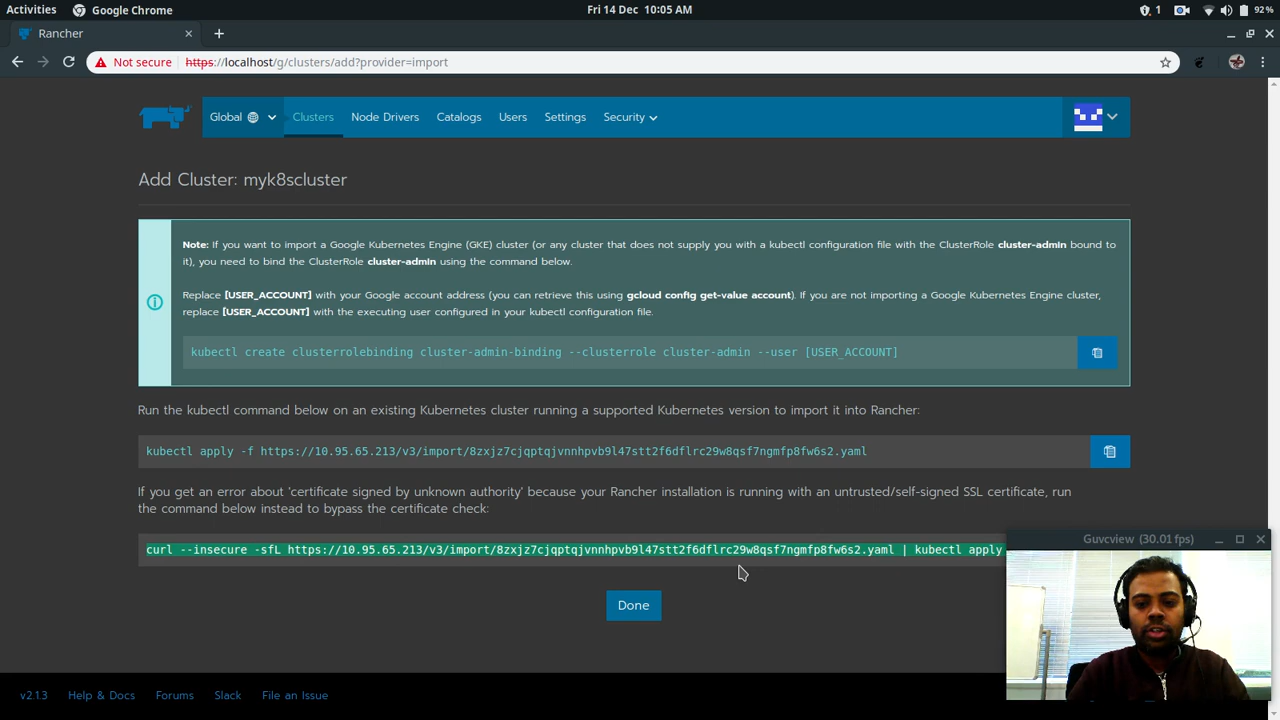 Activities
Google Chrome
Fri 14 Dec 10:05 AM
1
92%
Rancher
Not secure
https://localhost/g/clusters/add?provider=import
Global
Clusters
Node Drivers
Catalogs
Users
Settings
Security
Add Cluster: myk8scluster
Note: If you want to import a Google Kubernetes Engine (GKE) cluster (or any cluster that does not supply you with a kubectl configuration file with the ClusterRole cluster-admin bound to
it), you need to bind the ClusterRole cluster-admin using the command below.
Replace [USER_ACCOUNT] with your Google account address (you can retrieve this using gcloud config get-value account). If you are not importing a Google Kubernetes Engine cluster,
replace [USER_ACCOUNT] with the executing user configured in your kubectl configuration file.
kubectl create clusterrolebinding cluster-admin-binding --clusterrole cluster-admin --user [USER_ACCOUNT]
Run the kubectl command below on an existing Kubernetes cluster running a supported Kubernetes version to import it into Rancher:
kubectl apply -f https://10.95.65.213/v3/import/8zxjz7cjqptqjvnnhpvb9l47stt2f6dflrc29w8qsf7ngmfp8fw6s2.yaml
If you get an error about 'certificate signed by unknown authority' because your Rancher installation is running with an untrusted/self-signed SSL certificate, run
the command below instead to bypass the certificate check:
curl --insecure -sfL https://10.95.65.213/v3/import/8zxjz7cjqptqjvnnhpvb9l47stt2f6dflrc29w8qsf7ngmfp8fw6s2.yaml | kubectl apply
Guvcview (30.01 fps)
Done
v2.1.3
Help & Docs
Forums
Slack
File an Issue